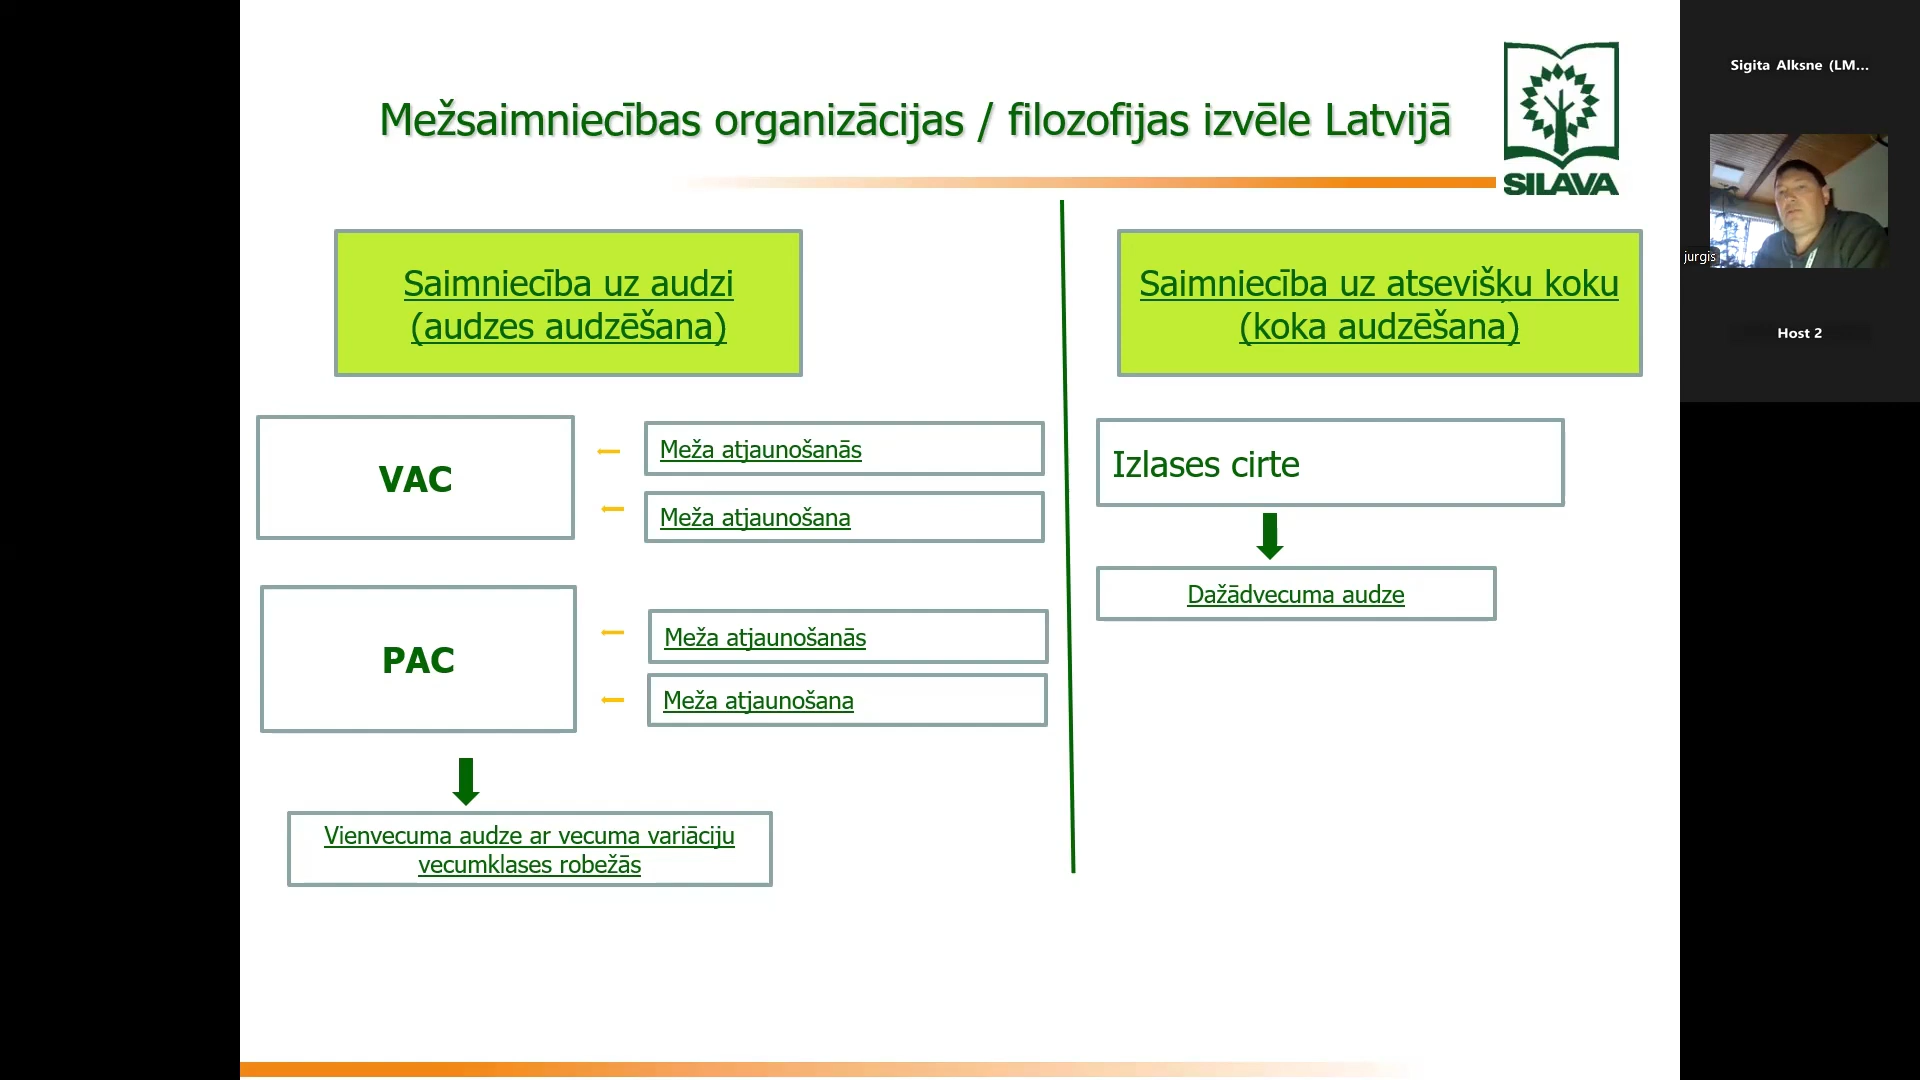 Mežsaimniecības organizācijas / filozofijas izvēle Latvijā
SILAVA
Saimniecība uz audzi
(audzes audzēšana)
VAC
Meža atjaunošanās
Meža atjaunošana
PAC
Meža atjaunošanās
Meža atjaunošana
Vienvecuma audze ar vecuma variāciju
vecumklases robežās
Saimniecība uz atsevišķu koku
(koka audzēšana)
Izlases cirte
Dažādvecuma audze
Sigita Alksne (LM...
jurgis
Host 2